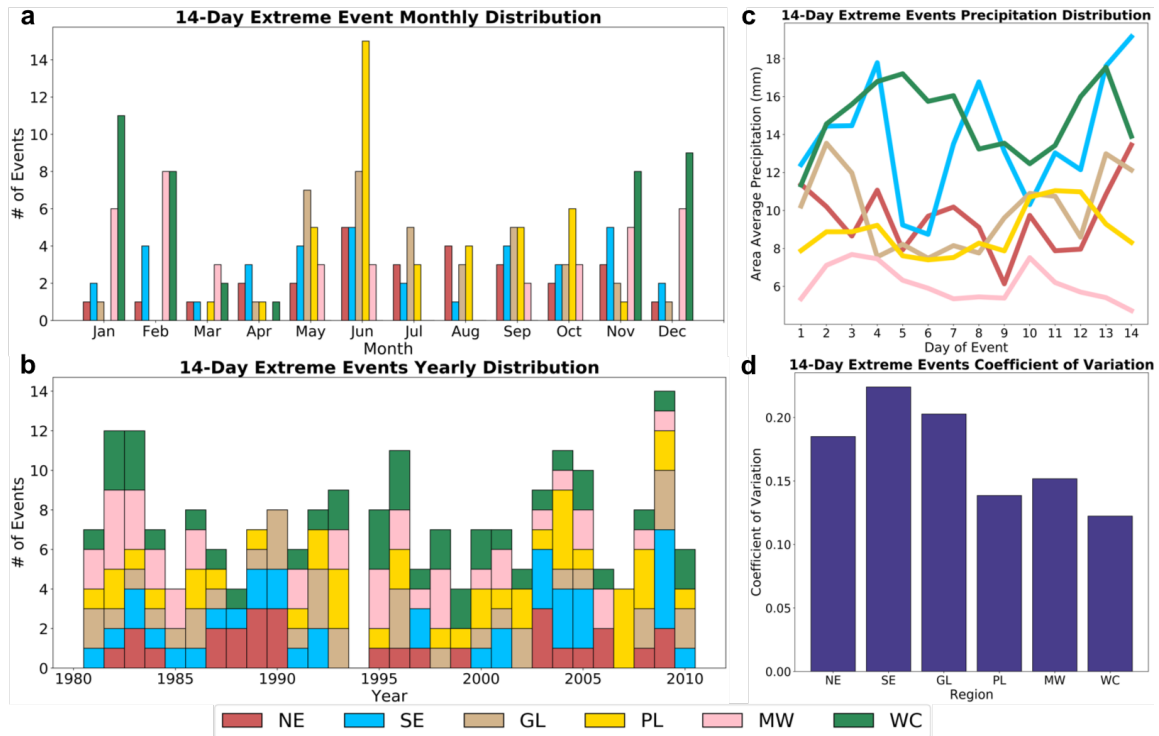 a
14-Day Extreme Event Monthly Distribution
14
12
10
8
6
4
2
0
# of Events
Jan Feb Mar Apr May Jun Jul Aug Sep Oct Nov Dec
Month
b
14-Day Extreme Events Yearly Distribution
14
12
10
8
6
4
2
0
# of Events
1980 1985 1990 1995 2000 2005 2010
Year
c
14-Day Extreme Events Precipitation Distribution
18
16
14
12
10
8
6
Area Average Precipitation (mm)
1 2 3 4 5 6 7 8 9 10 11 12 13 14
Day of Event
d
14-Day Extreme Events Coefficient of Variation
0.20
0.15
0.10
0.05
0.00
Coefficient of Variation
NE SE GL PL MW WC
Region
NE SE GL PL MW WC